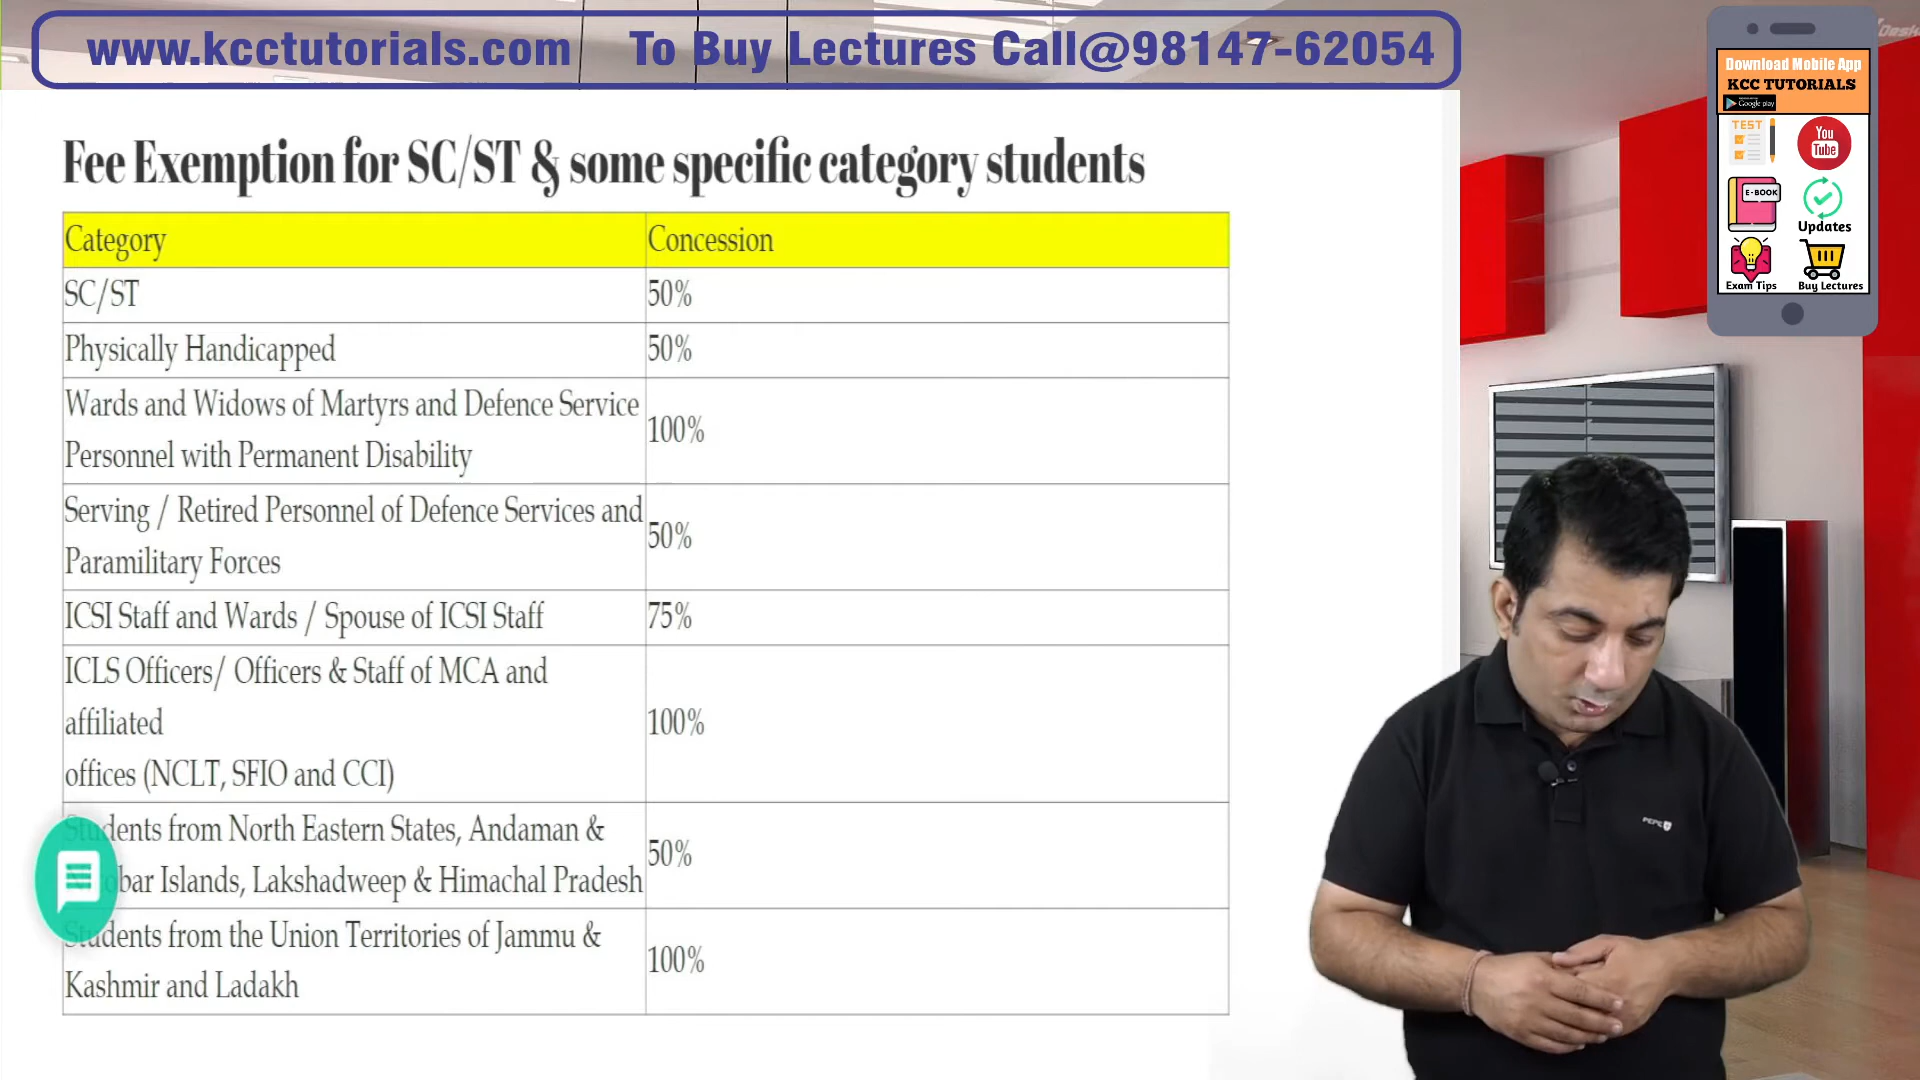 www.kcctutorials.com To Buy Lectures Call@98147-62054
Download Mobile App
KCC TUTORIALS
Google play
TEST
You
Tube
E-BOOK
Updates
Exam Tips
Buy Lectures
Fee Exemption for SC/ST & some specific category students
Category Concession
SC/ST 50%
Physically Handicapped 50%
Wards and Widows of Martyrs and Defence Service
Personnel with Permanent Disability
100%
Serving / Retired Personnel of Defence Services and
Paramilitary Forces
50%
ICSI Staff and Wards / Spouse of ICSI Staff 75%
ICLS Officers/ Officers & Staff of MCA and
affiliated
offices (NCLT, SFIO and CCI)
100%
Students from North Eastern States, Andaman &
obar Islands, Lakshadweep & Himachal Pradesh
50%
Students from the Union Territories of Jammu &
Kashmir and Ladakh
100%